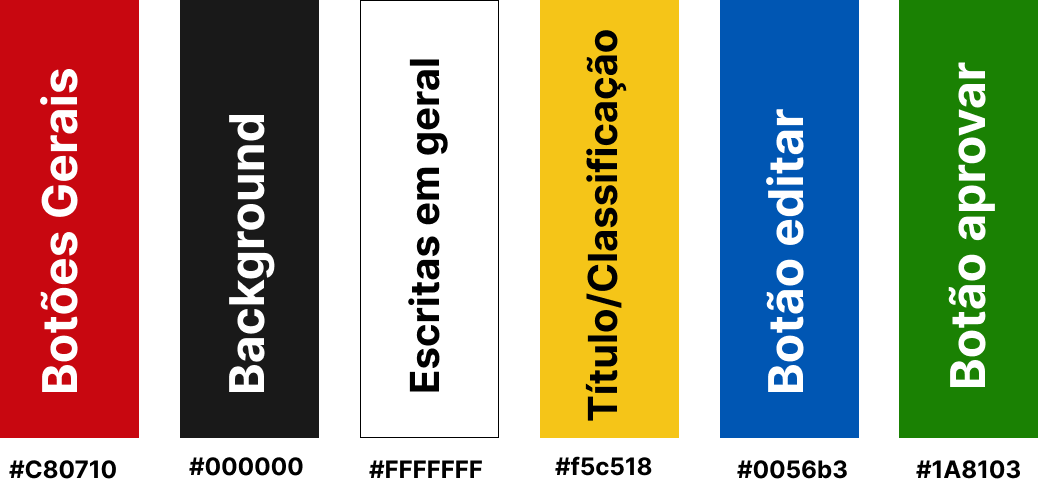 Botões Gerais
Background
Escritas em geral
Título/Classificação
Botão editar
Botão aprovar
#C80710
#000000
#FFFFFFF
#f5c518
#0056b3
#1A8103